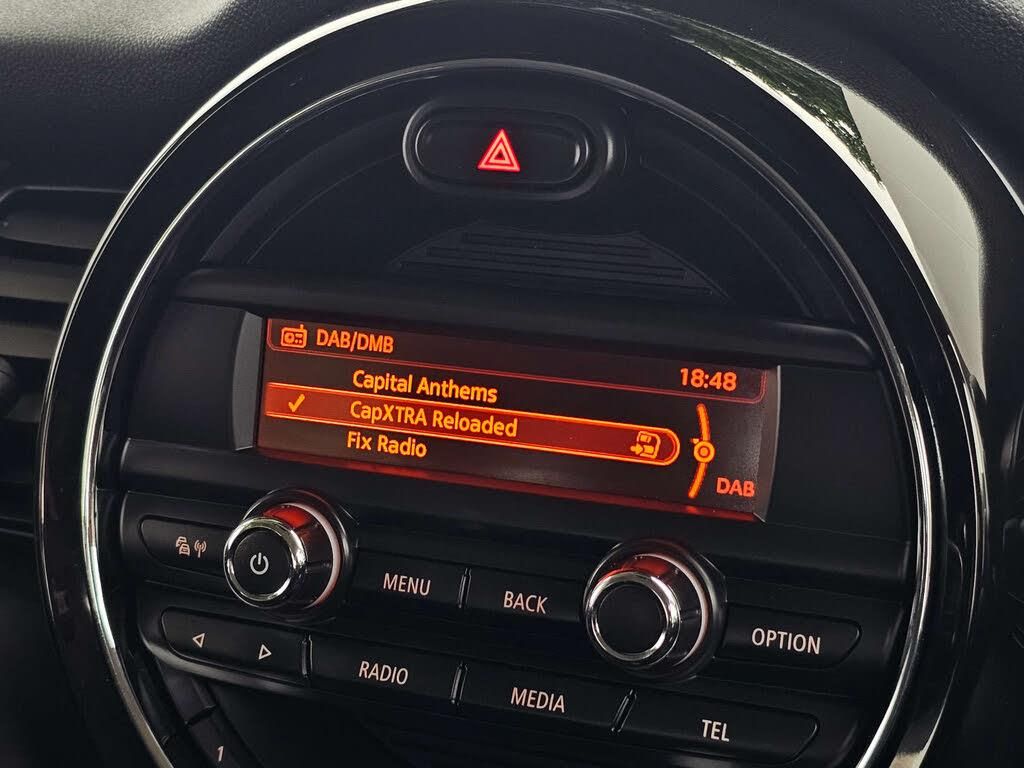 DAB/DMB
18:48
Capital Anthems
CapXTRA Reloaded
Fix Radio
DAB
MENU
BACK
OPTION
RADIO
MEDIA
TEL
1